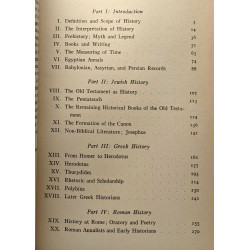 Part I: Introduction
I. Definition and Scope of History
II. The Interpretation of History 14
III. Prehistory; Myth and Legend
IV. Books and Writing
V. The Measuring of Time
VI. Egyptian Annals
VII. Babylonian, Assyrian, and Persian Records
Part II: Jewish History
VIII. The Old Testament as History
IX. The Pentateuch
X. The Remaining Historical Books of the Old Testament
XI. The Formation of the Canon
XII. Non-Biblical Literature; Josephus
Part III: Greek History
XIII. From Homer to Herodotus
XIV. Herodotus
XV. Thucydides
XVI. Rhetoric and Scholarship
XVII. Polybius
XVIII. Later Greek Historians
Part IV: Roman History
XIX. History at Rome; Oratory and Poetry 255
XX. Roman Annalists and Early Historians 270